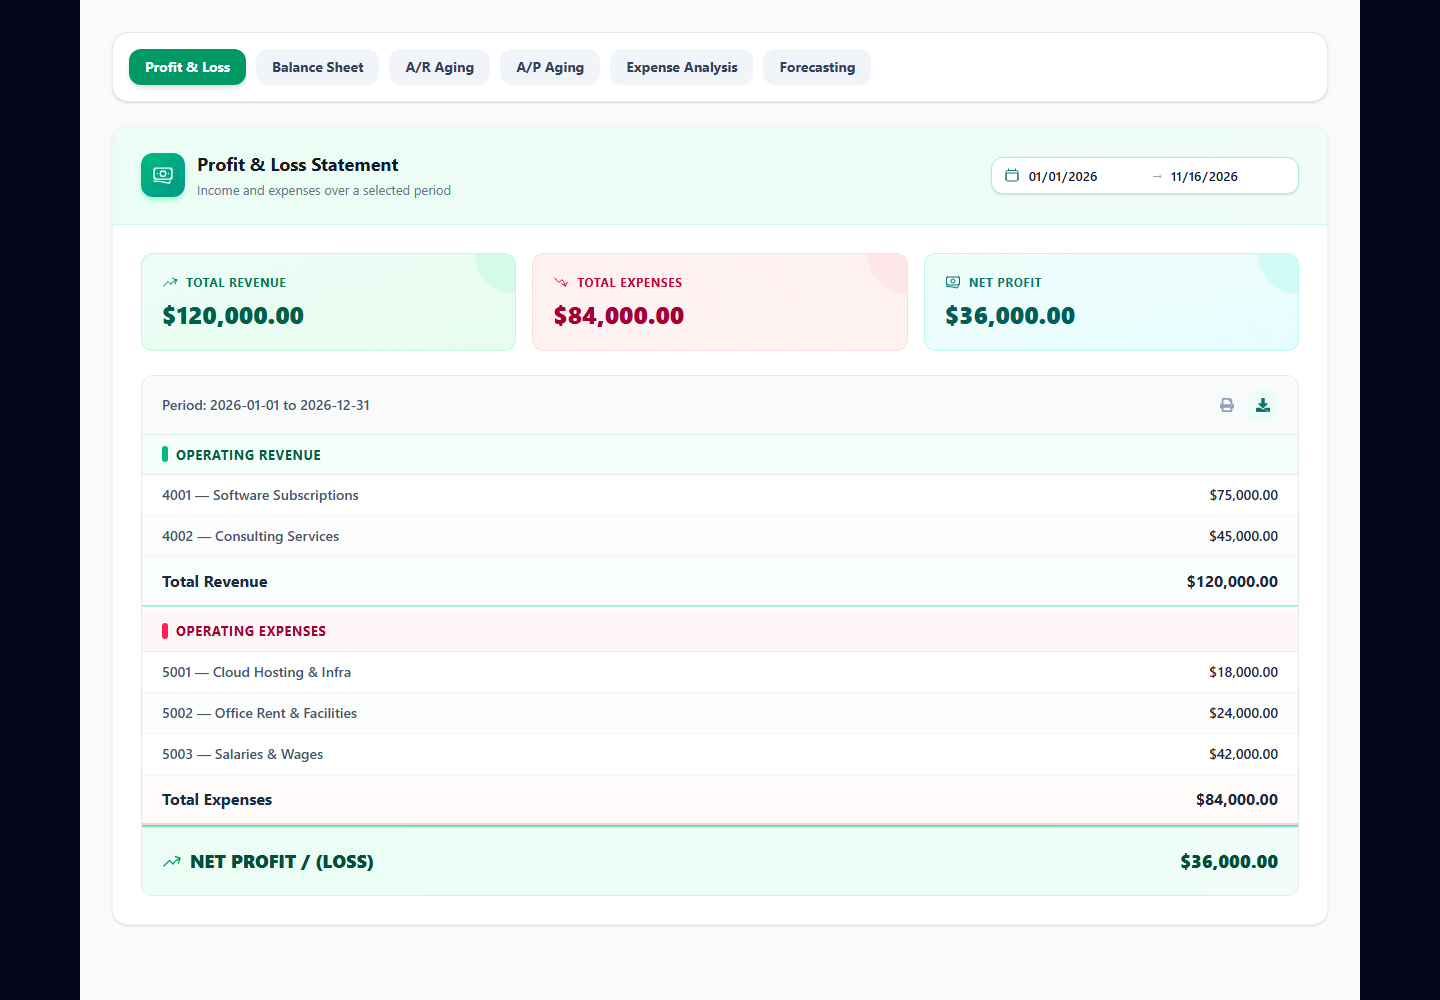 Profit & Loss Balance Sheet A/R Aging A/P Aging Expense Analysis Forecasting
Profit & Loss Statement
Income and expenses over a selected period
01/01/2026 → 11/16/2026
TOTAL REVENUE
$120,000.00
TOTAL EXPENSES
$84,000.00
NET PROFIT
$36,000.00
Period: 2026-01-01 to 2026-12-31
OPERATING REVENUE
4001 — Software Subscriptions $75,000.00
4002 — Consulting Services $45,000.00
Total Revenue $120,000.00
OPERATING EXPENSES
5001 — Cloud Hosting & Infra $18,000.00
5002 — Office Rent & Facilities $24,000.00
5003 — Salaries & Wages $42,000.00
Total Expenses $84,000.00
NET PROFIT / (LOSS) $36,000.00